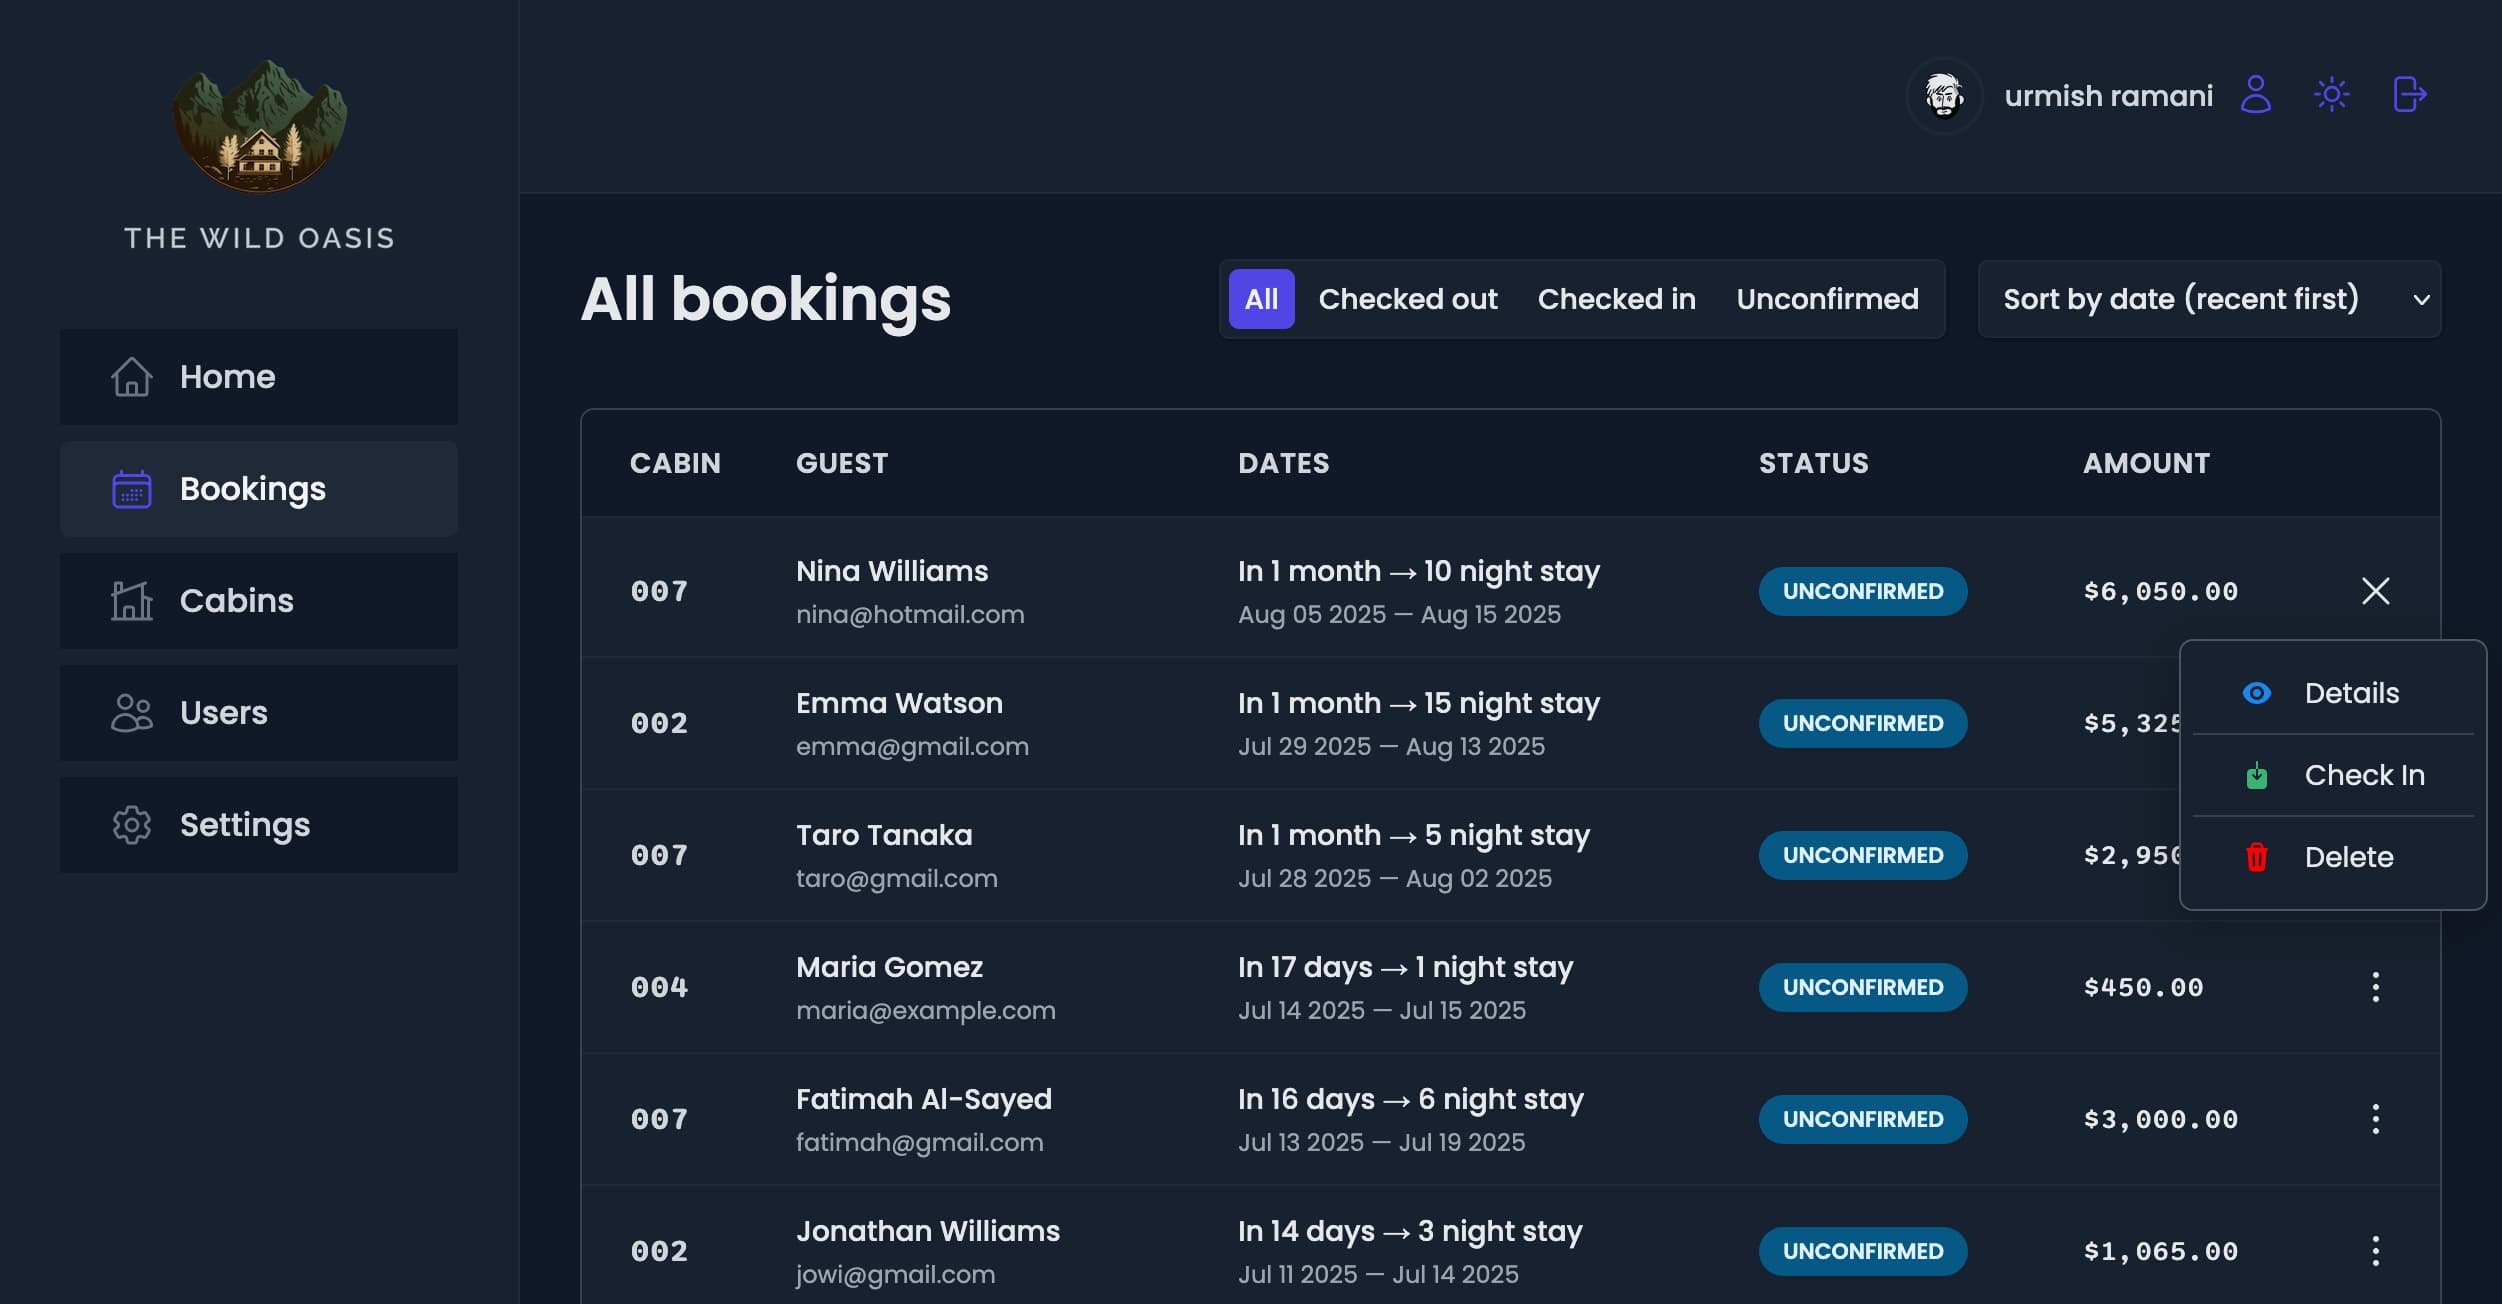 THE WILD OASIS
Home
Bookings
Cabins
Users
Settings
urmish ramani
All bookings
All
Checked out
Checked in
Unconfirmed
Sort by date (recent first)
CABIN GUEST DATES STATUS AMOUNT
007
Nina Williams
nina@hotmail.com
In 1 month → 10 night stay
Aug 05 2025 — Aug 15 2025
UNCONFIRMED
$6,050.00
002
Emma Watson
emma@gmail.com
In 1 month → 15 night stay
Jul 29 2025 — Aug 13 2025
UNCONFIRMED
$5,325
007
Taro Tanaka
taro@gmail.com
In 1 month → 5 night stay
Jul 28 2025 — Aug 02 2025
UNCONFIRMED
$2,950
Details
Check In
Delete
004
Maria Gomez
maria@example.com
In 17 days → 1 night stay
Jul 14 2025 — Jul 15 2025
UNCONFIRMED
$450.00
007
Fatimah Al-Sayed
fatimah@gmail.com
In 16 days → 6 night stay
Jul 13 2025 — Jul 19 2025
UNCONFIRMED
$3,000.00
002
Jonathan Williams
jowi@gmail.com
In 14 days → 3 night stay
Jul 11 2025 — Jul 14 2025
UNCONFIRMED
$1,065.00